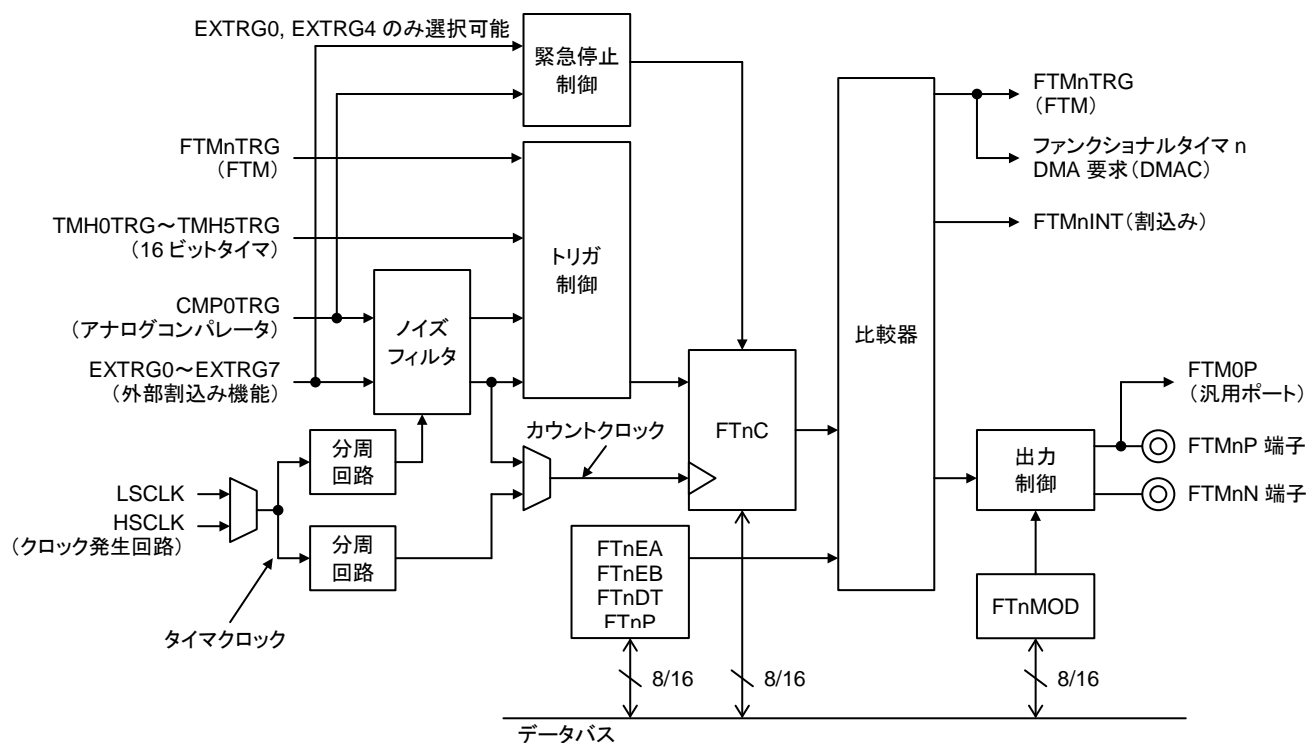 EXTRG0, EXTRG4 のみ選択可能
緊急停止
制御
FTMnTRG
(FTM)
ファンクショナルタイマ n
DMA 要求(DMAC)
FTMnTRG
(FTM)
TMH0TRG～TMH5TRG
(16 ビットタイマ)
トリガ
制御
FTMnINT(割込み)
CMP0TRG
(アナログコンパレータ)
ノイズ
フィルタ
比較器
EXTRG0～EXTRG7
(外部割込み機能)
FTM0P
(汎用ポート)
カウントクロック
FTnC
分周
回路
出力
制御
FTMnP 端子
FTMnN 端子
LSCLK
HSCLK
(クロック発生回路)
分周
回路
FTnEA
FTnEB
FTnDT
FTnP
FTnMOD
タイマクロック
8/16
8/16
8/16
データバス